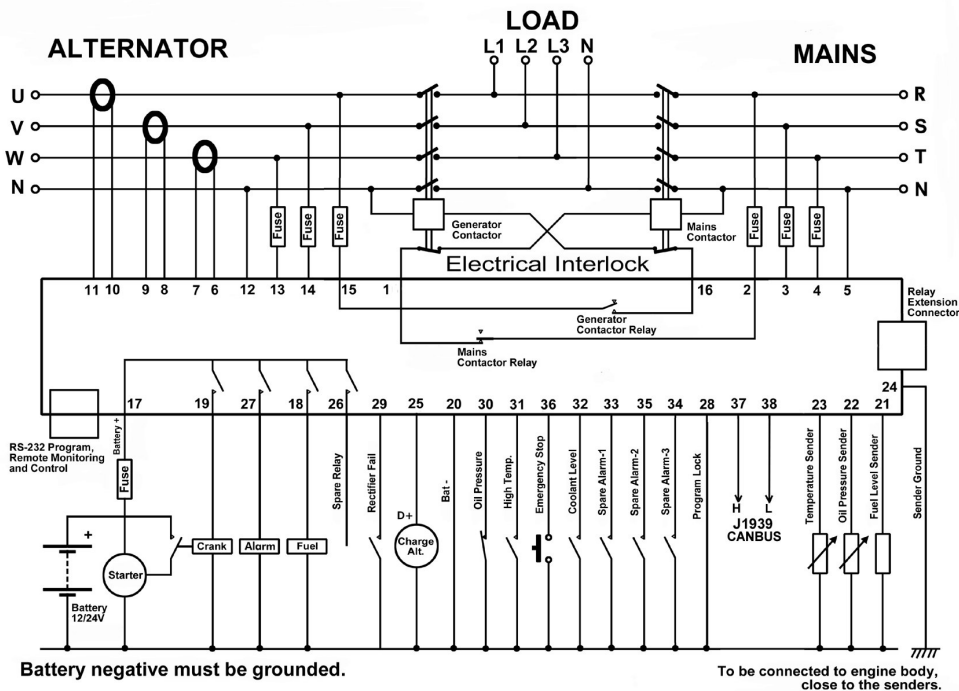 LOAD
ALTERNATOR
MAINS
L1 L2 L3 N
U
R
V
S
W
T
N
N
Fuse
Fuse
Fuse
Generator
Contactor
Mains
Contactor
Fuse
Fuse
Fuse
Electrical Interlock
11 10 9 8 7 6 12 13 14 15 1 16 2 3 4 5
Relay
Extension
Connector
Generator
Contactor Relay
Mains
Contactor Relay
24
17 19 27 18 26 29 25 20 30 31 36 32 33 35 34 28 37 38 23 22 21
RS-232 Program,
Remote Monitoring
and Control
Battery +
Fuse
Spare Relay
Rectifier Fail
Bat -
Oil Pressure
High Temp.
Emergency Stop
Coolant Level
Spare Alarm-1
Spare Alarm-2
Spare Alarm-3
Program Lock
H L
J1939
CANBUS
Temperature Sender
Oil Pressure Sender
Fuel Level Sender
Sender Ground
+
D+
Charge
Alt.
Crank
Alarm
Fuel
Starter
Battery
12/24V
Battery negative must be grounded.
To be connected to engine body,
close to the senders.